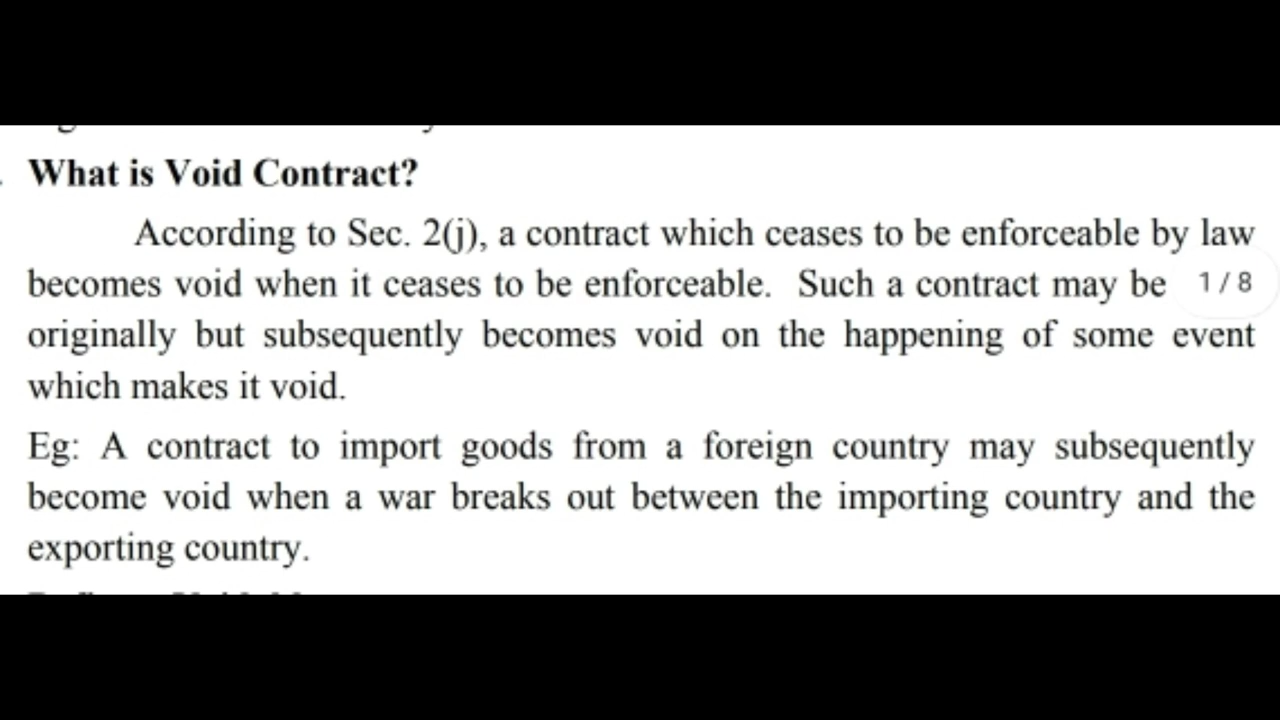 What is Void Contract?
According to Sec. 2(j), a contract which ceases to be enforceable by law
becomes void when it ceases to be enforceable. Such a contract may be
1 / 8
originally but subsequently becomes void on the happening of some event
which makes it void.
Eg: A contract to import goods from a foreign country may subsequently
become void when a war breaks out between the importing country and the
exporting country.